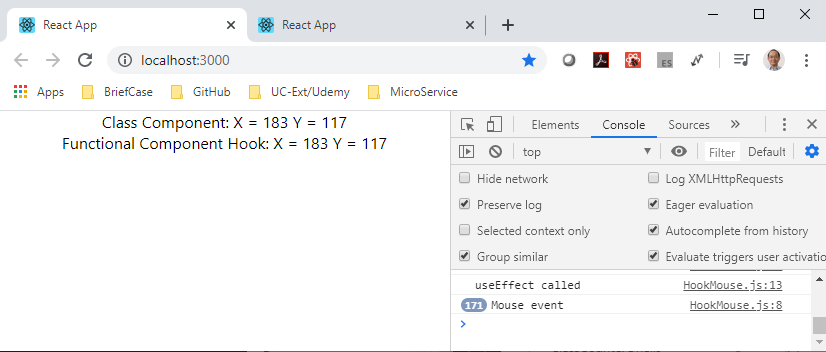 React App
React App
localhost:3000
Apps BriefCase GitHub UC-Ext/Udemy MicroService
Class Component: X = 183 Y = 117
Functional Component Hook: X = 183 Y = 117
Elements Console Sources »
top Filter Default
Hide network Log XMLHttpRequests
Preserve log Eager evaluation
Selected context only Autocomplete from history
Group similar Evaluate triggers user activatio
useEffect called HookMouse.js:13
171 Mouse event HookMouse.js:8